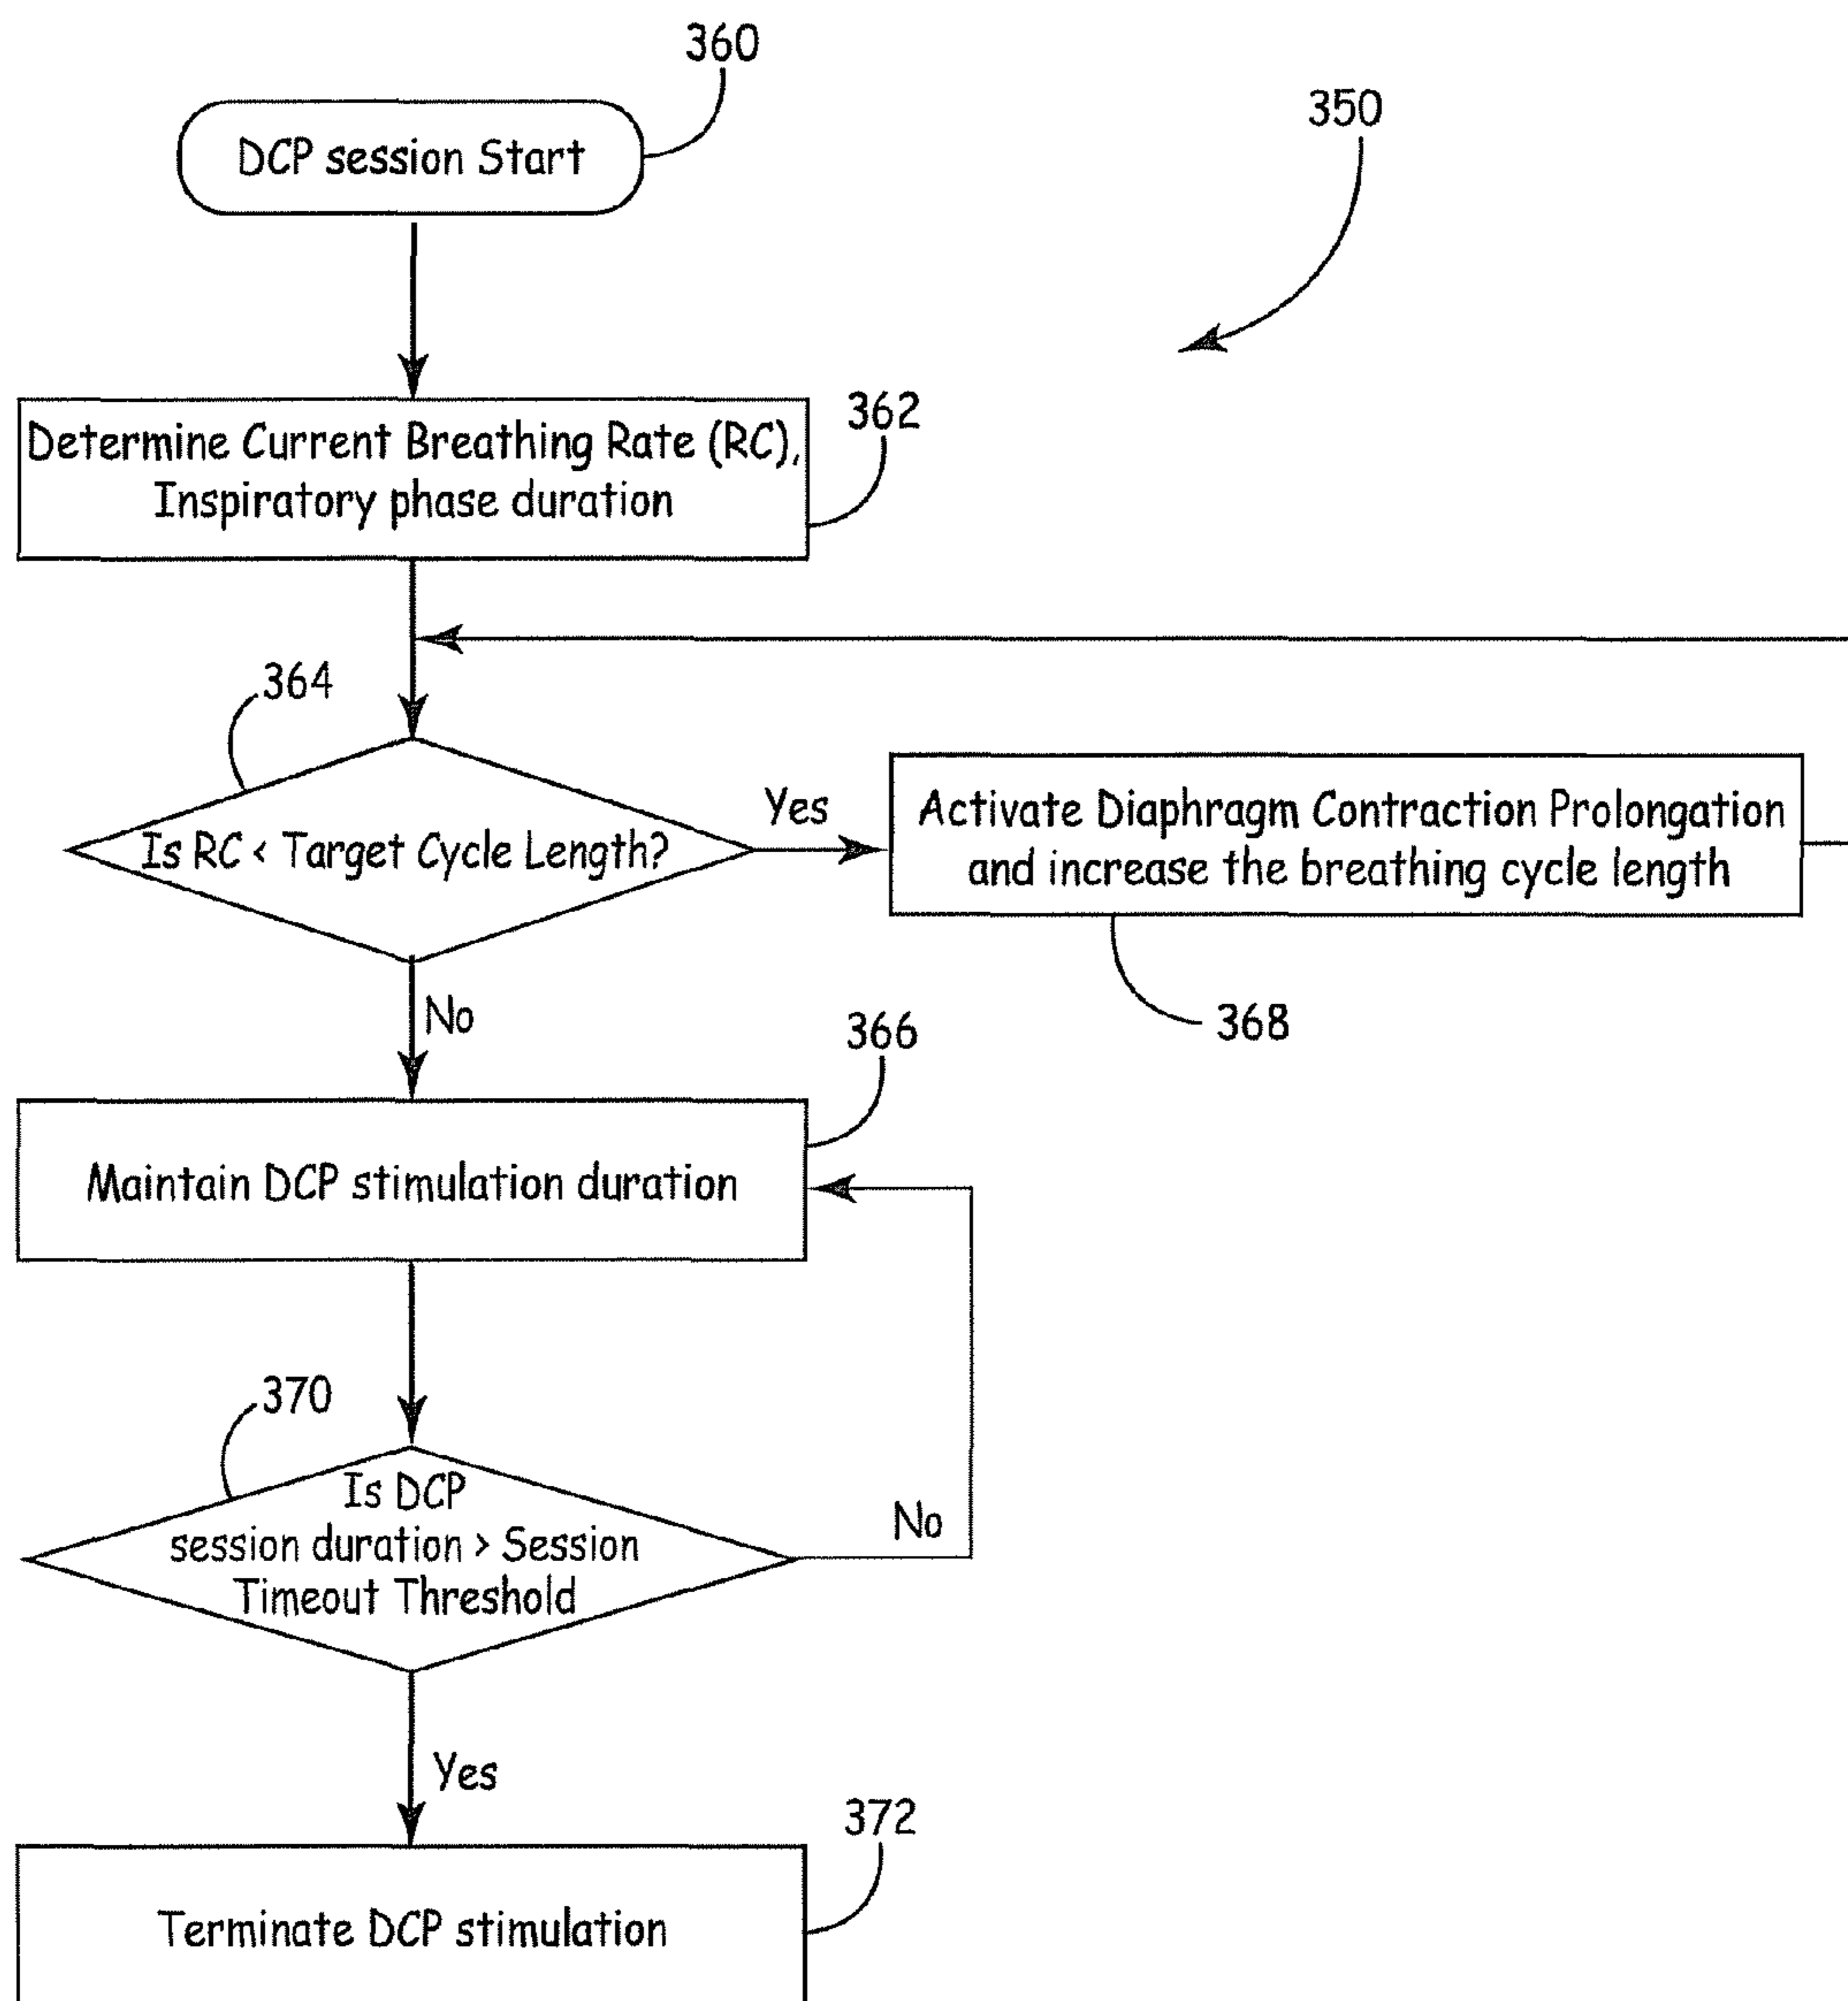 360
350
DCP session Start
362
Determine Current Breathing Rate (RC),
Inspiratory phase duration
364
Is RC < Target Cycle Length?
Yes
Activate Diaphragm Contraction Prolongation
and increase the breathing cycle length
368
No
366
Maintain DCP stimulation duration
370
Is DCP
session duration > Session
Timeout Threshold
No
Yes
372
Terminate DCP stimulation